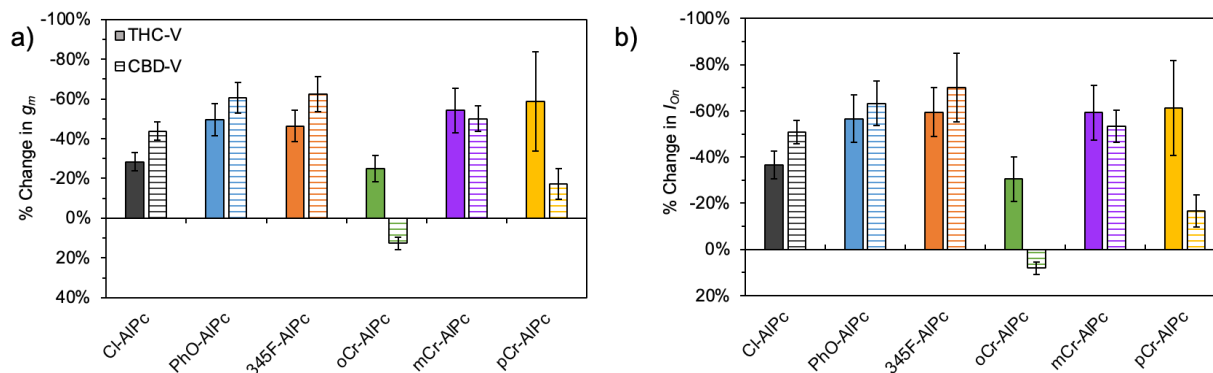 a)
% Change in gm
-100%
-80%
-60%
-40%
-20%
0%
20%
40%
THC-V
CBD-V
Cl-AlPc
PhO-AlPc
345F-AlPc
oCr-AlPc
mCr-AlPc
pCr-AlPc
b)
% Change in IOn
-100%
-80%
-60%
-40%
-20%
0%
20%
Cl-AlPc
PhO-AlPc
345F-AlPc
oCr-AlPc
mCr-AlPc
pCr-AlPc